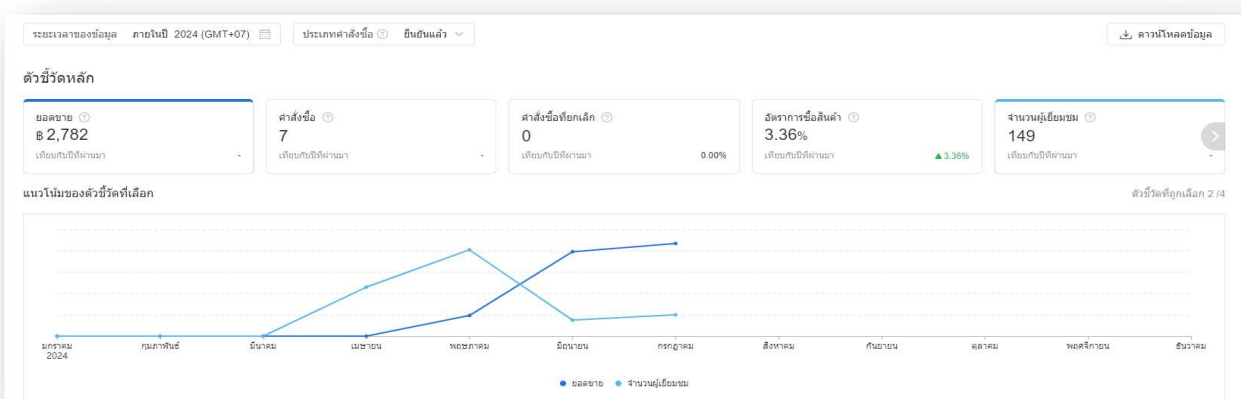 ระยะเวลาของข้อมูล ภายในปี 2024 (GMT+07) ประเภทคำสั่งซื้อ ยืนยันแล้ว ดาวน์โหลดข้อมูล
ตัวชี้วัดหลัก
ยอดขาย คำสั่งซื้อ คำสั่งซื้อที่ยกเลิก อัตราการซื้อสินค้า จำนวนผู้เยี่ยมชม
฿ 2,782 7 0 3.36% 149
เทียบกับปีที่ผ่านมา - เทียบกับปีที่ผ่านมา - เทียบกับปีที่ผ่านมา 0.00% เทียบกับปีที่ผ่านมา ▲3.36% เทียบกับปีที่ผ่านมา -
แนวโน้มของตัวชี้วัดที่เลือก ตัวชี้วัดที่ถูกเลือก 2 /4
มกราคม กุมภาพันธ์ มีนาคม เมษายน พฤษภาคม มิถุนายน กรกฎาคม สิงหาคม กันยายน ตุลาคม พฤศจิกายน ธันวาคม
2024
ยอดขาย จำนวนผู้เยี่ยมชม